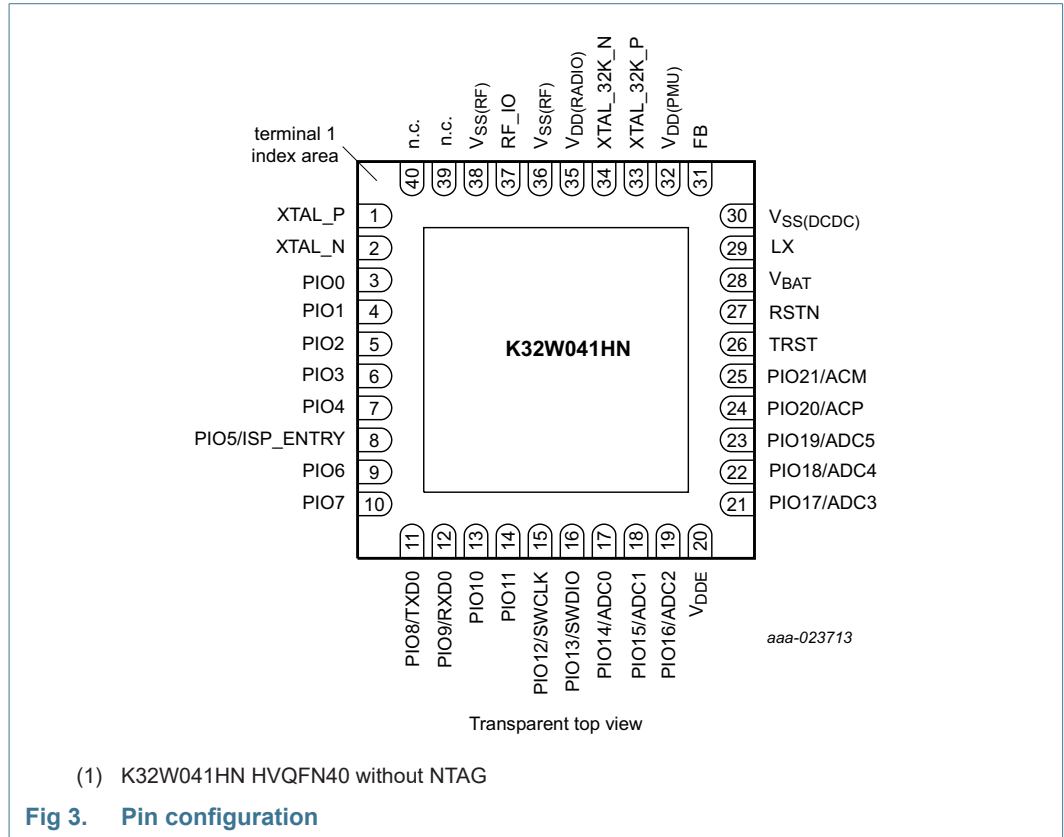 terminal 1
index area
n.c.
n.c.
VSS(RF)
RF_IO
VSS(RF)
VDD(RADIO)
XTAL_32K_N
XTAL_32K_P
VDD(PMU)
FB
40
39
38
37
36
35
34
33
32
31
XTAL_P 1
XTAL_N 2
PIO0 3
PIO1 4
PIO2 5
PIO3 6
PIO4 7
PIO5/ISP_ENTRY 8
PIO6 9
PIO7 10
K32W041HN
30 VSS(DCDC)
29 LX
28 VBAT
27 RSTN
26 TRST
25 PIO21/ACM
24 PIO20/ACP
23 PIO19/ADC5
22 PIO18/ADC4
21 PIO17/ADC3
11
12
13
14
15
16
17
18
19
20
PIO8/TXD0
PIO9/RXD0
PIO10
PIO11
PIO12/SWCLK
PIO13/SWDIO
PIO14/ADC0
PIO15/ADC1
PIO16/ADC2
VDDE
aaa-023713
Transparent top view
(1) K32W041HN HVQFN40 without NTAG
Fig 3. Pin configuration